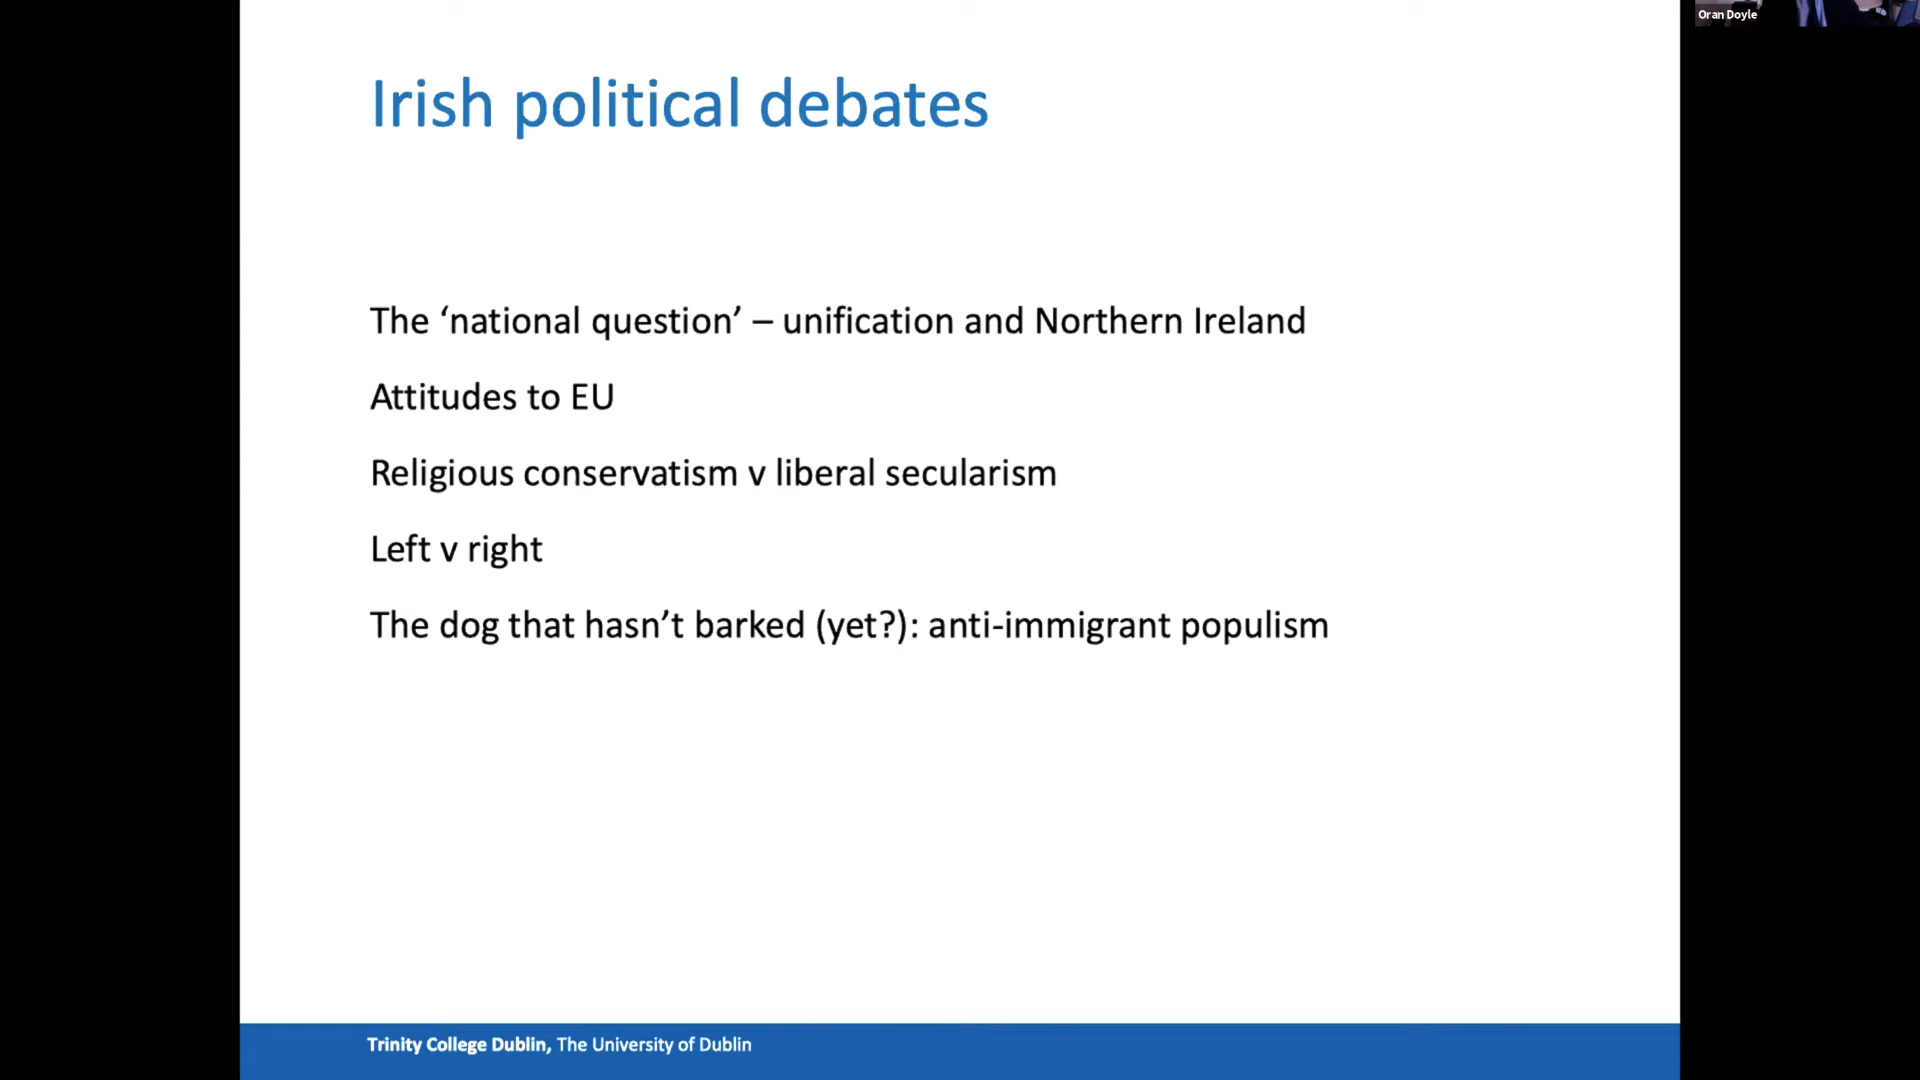 Oran Doyle
Irish political debates
The ‘national question’ – unification and Northern Ireland
Attitudes to EU
Religious conservatism v liberal secularism
Left v right
The dog that hasn’t barked (yet?): anti-immigrant populism
Trinity College Dublin, The University of Dublin